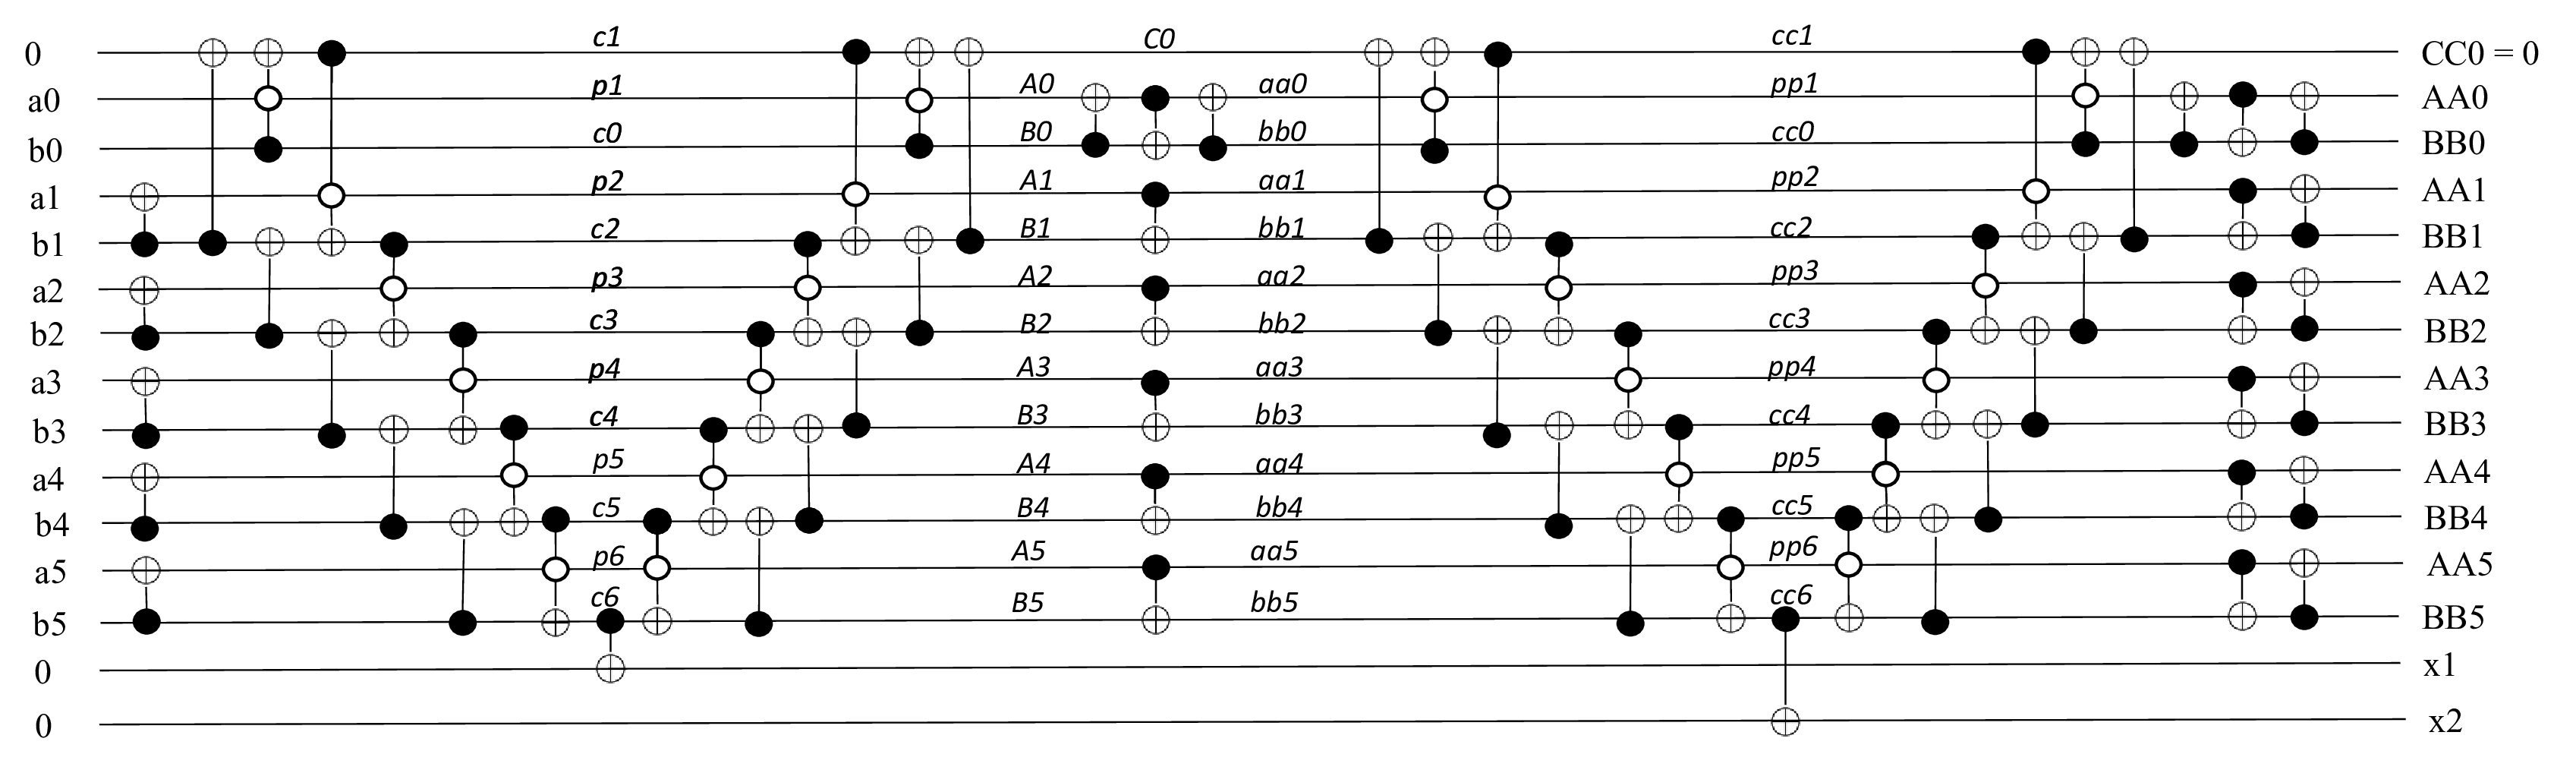 0 c1 C0 cc1 CC0 = 0
a0 p1 A0 aa0 pp1 AA0
b0 c0 B0 bb0 cc0 BB0
a1 p2 A1 aa1 pp2 AA1
b1 c2 B1 bb1 cc2 BB1
a2 p3 A2 aa2 pp3 AA2
b2 c3 B2 bb2 cc3 BB2
a3 p4 A3 aa3 pp4 AA3
b3 c4 B3 bb3 cc4 BB3
a4 p5 A4 aa4 pp5 AA4
b4 c5 B4 bb4 cc5 BB4
a5 p6 A5 aa5 pp6 AA5
b5 c6 B5 bb5 cc6 BB5
0 x1
0 x2